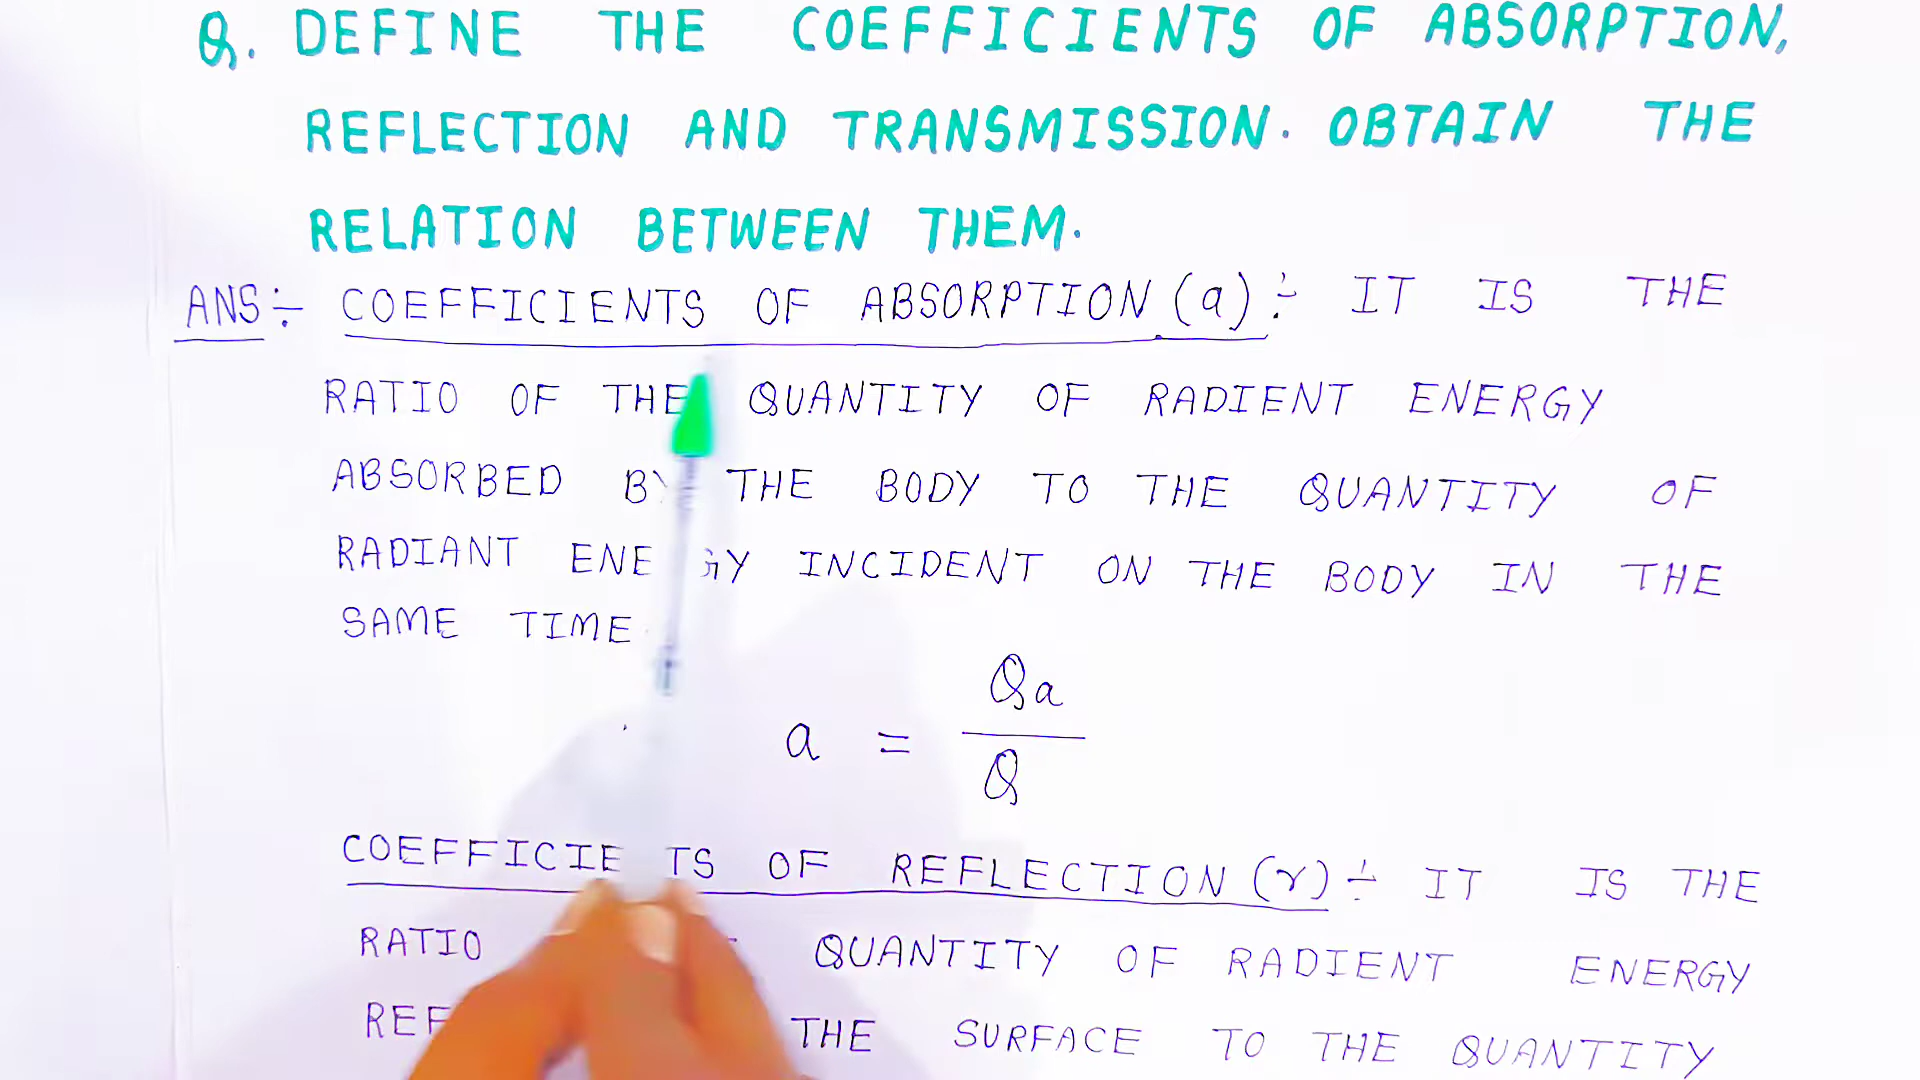 Q. DEFINE THE COEFFICIENTS OF ABSORPTION,
REFLECTION AND TRANSMISSION. OBTAIN THE
RELATION BETWEEN THEM.
ANS:- COEFFICIENTS OF ABSORPTION (a) :- IT IS THE
RATIO OF THE QUANTITY OF RADIENT ENERGY
ABSORBED BY THE BODY TO THE QUANTITY OF
RADIANT ENERGY INCIDENT ON THE BODY IN THE
SAME TIME
a = Qa / Q
COEFFICIENTS OF REFLECTION (r) :- IT IS THE
RATIO QUANTITY OF RADIENT ENERGY
THE SURFACE TO THE QUANTITY